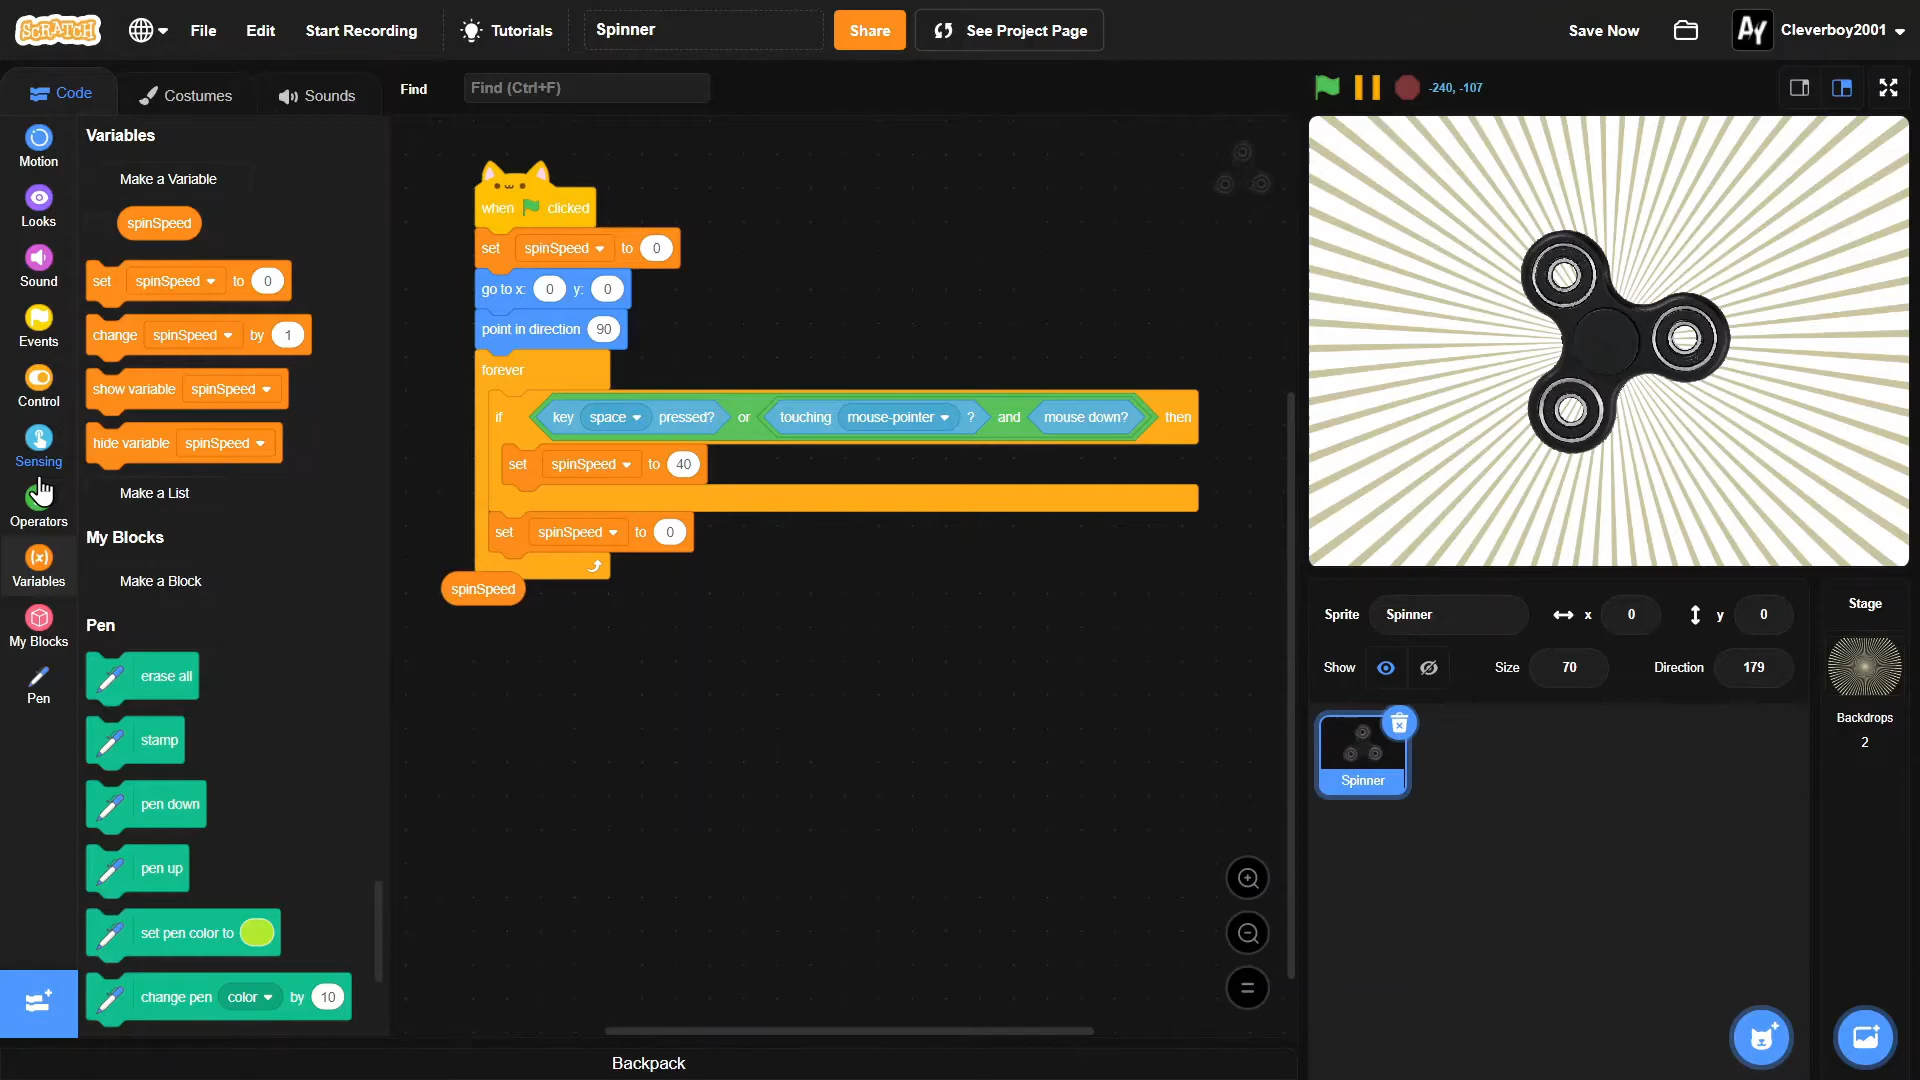 SCRATCH
File
Edit
Start Recording
Tutorials
Spinner
Share
See Project Page
Save Now
Ay
Cleverboy2001
Code
Costumes
Sounds
Find
Find (Ctrl+F)
-240, -107
Motion
Looks
Sound
Events
Control
Sensing
Operators
(x)
Variables
My Blocks
Pen
Variables
Make a Variable
spinSpeed
set spinSpeed to 0
change spinSpeed by 1
show variable spinSpeed
hide variable spinSpeed
Make a List
My Blocks
Make a Block
Pen
erase all
stamp
pen down
pen up
set pen color to
change pen color by 10
when clicked
set spinSpeed to 0
go to x: 0 y: 0
point in direction 90
forever
if key space pressed? or touching mouse-pointer ? and mouse down? then
set spinSpeed to 40
set spinSpeed to 0
spinSpeed
Backpack
Sprite Spinner x 0 y 0
Show Size 70 Direction 179
Spinner
Stage
Backdrops
2